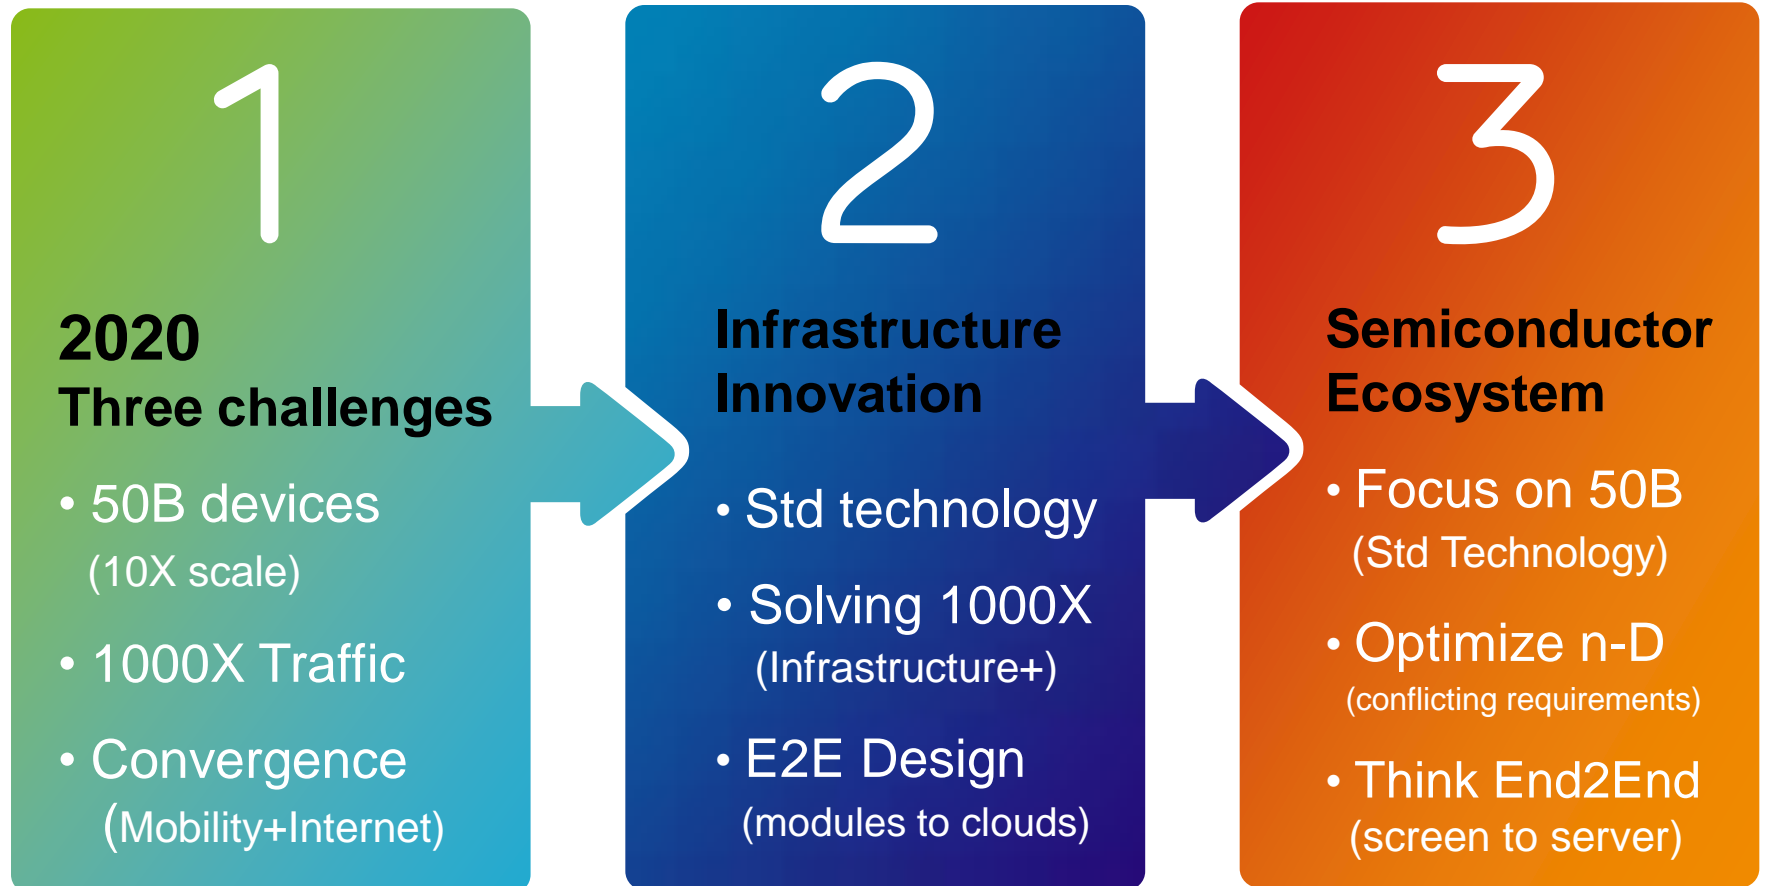 1
2020
Three challenges
• 50B devices
(10X scale)
• 1000X Traffic
• Convergence
(Mobility+Internet)
2
Infrastructure
Innovation
• Std technology
• Solving 1000X
(Infrastructure+)
• E2E Design
(modules to clouds)
3
Semiconductor
Ecosystem
• Focus on 50B
(Std Technology)
• Optimize n-D
(conflicting requirements)
• Think End2End
(screen to server)